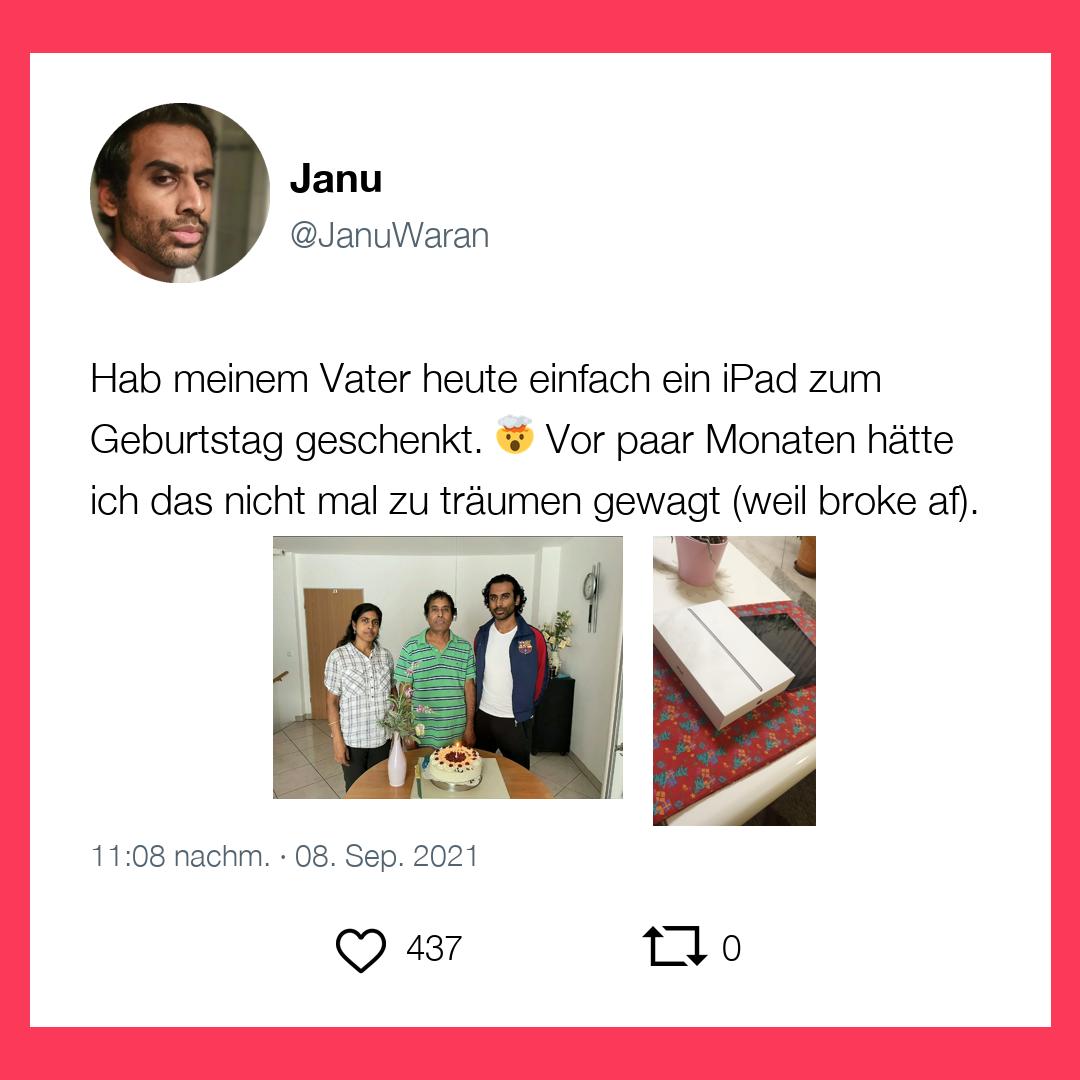 Janu
@JanuWaran
Hab meinem Vater heute einfach ein iPad zum
Geburtstag geschenkt. 🤯 Vor paar Monaten hätte
ich das nicht mal zu träumen gewagt (weil broke af).
11:08 nachm. · 08. Sep. 2021
437 0